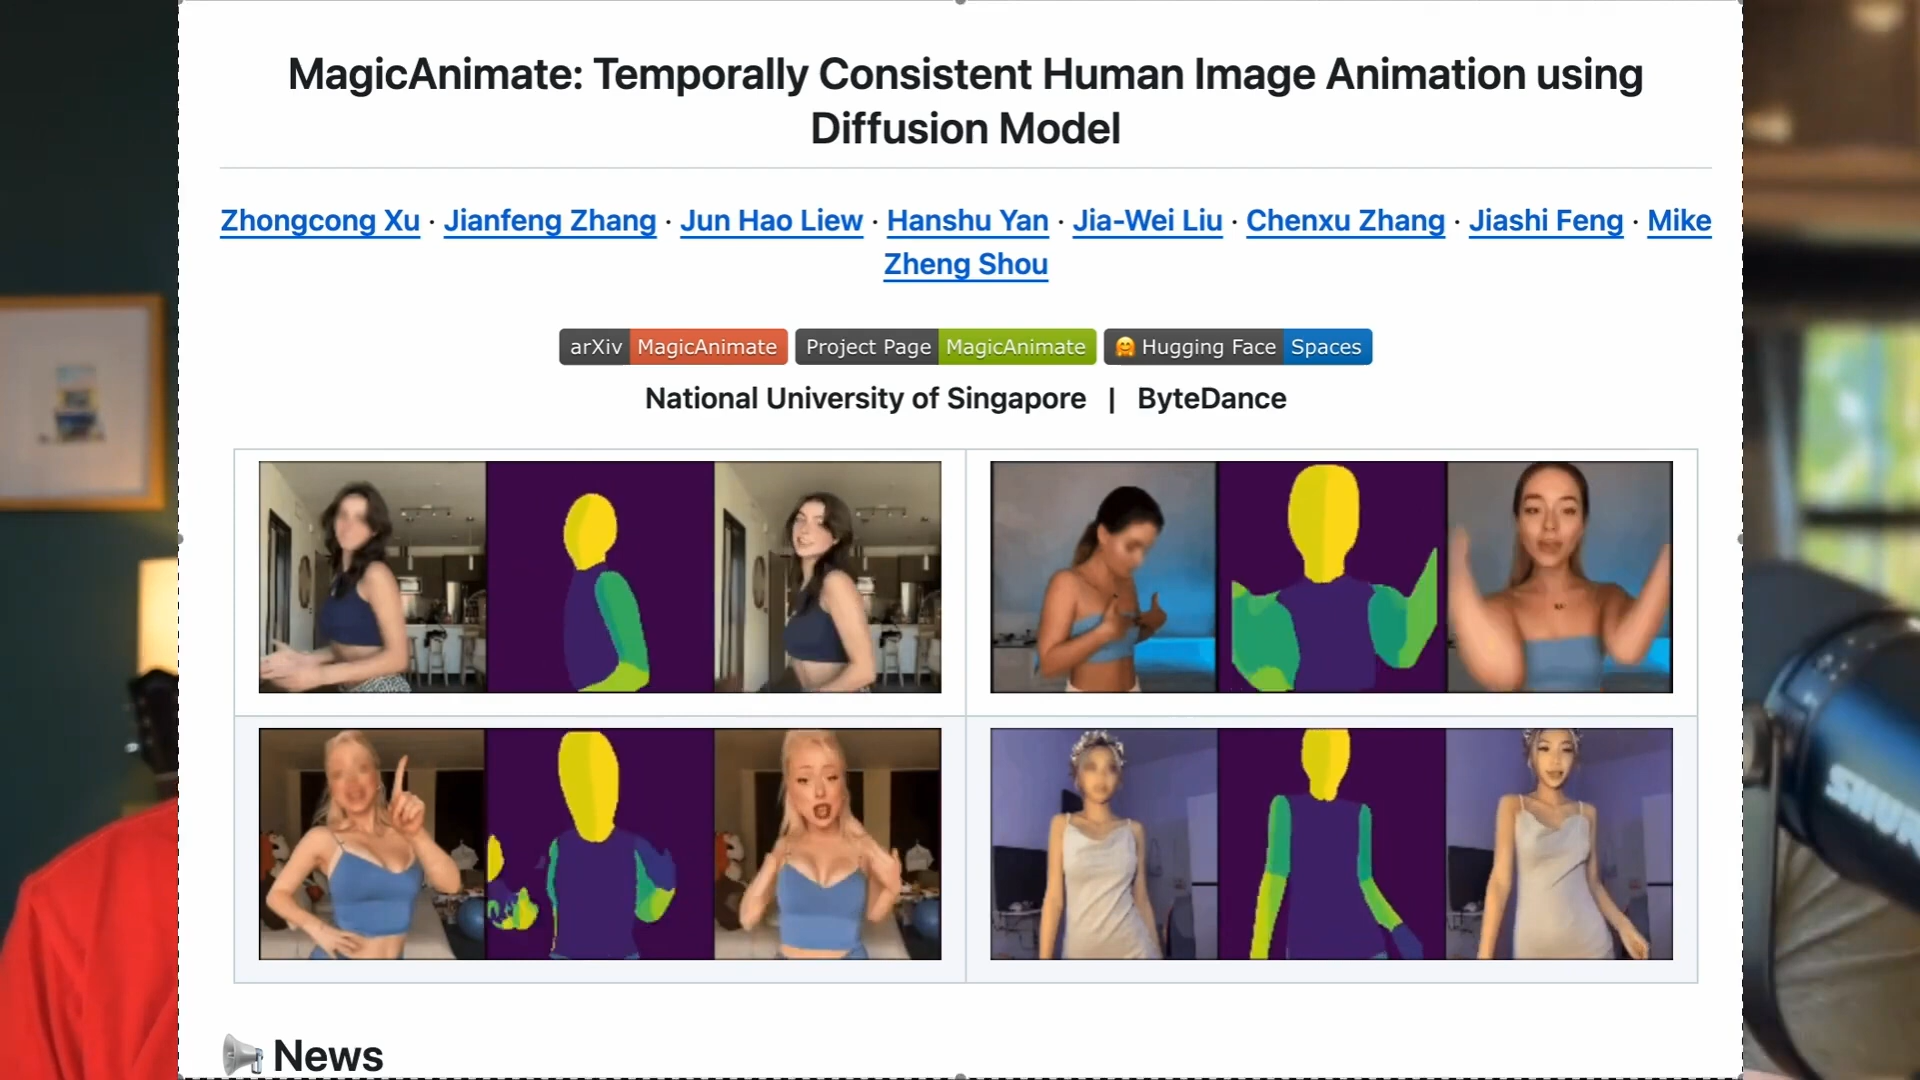 MagicAnimate: Temporally Consistent Human Image Animation using
Diffusion Model
Zhongcong Xu · Jianfeng Zhang · Jun Hao Liew · Hanshu Yan · Jia-Wei Liu · Chenxu Zhang · Jiashi Feng · Mike
Zheng Shou
arXiv MagicAnimate Project Page MagicAnimate 🤗 Hugging Face Spaces
National University of Singapore | ByteDance
📢 News